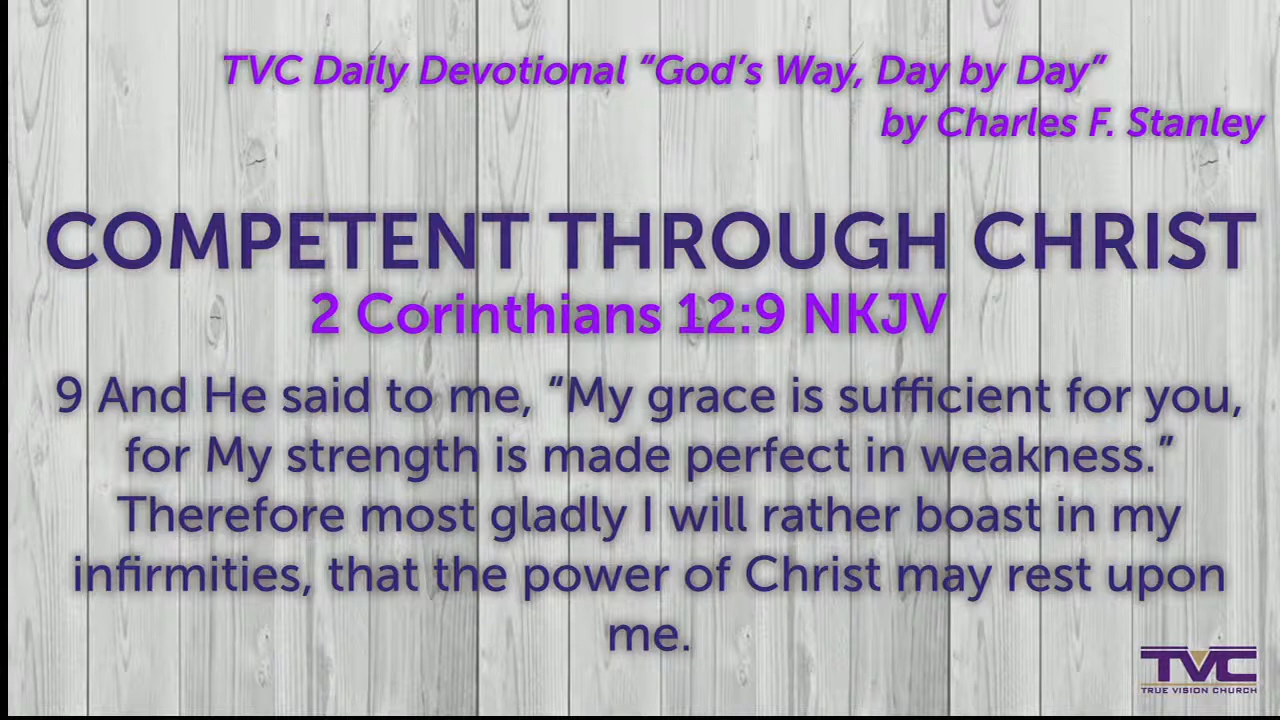 TVC Daily Devotional “God’s Way, Day by Day”
by Charles F. Stanley
COMPETENT THROUGH CHRIST
2 Corinthians 12:9 NKJV
9 And He said to me, “My grace is sufficient for you,
for My strength is made perfect in weakness.”
Therefore most gladly I will rather boast in my
infirmities, that the power of Christ may rest upon
me.
TVC
TRUE VISION CHURCH